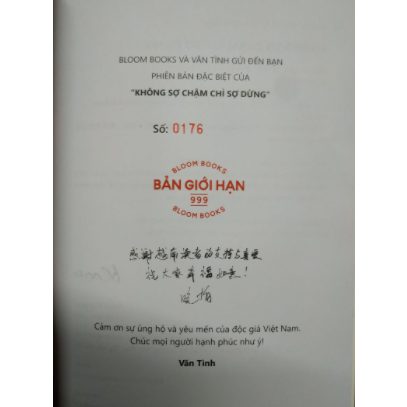 BLOOM BOOKS VÀ VĂN TÌNH GỬI ĐẾN BẠN
PHIÊN BẢN ĐẶC BIỆT CỦA
"KHÔNG SỢ CHẬM CHỈ SỢ DỪNG"
Số: 0176
BLOOM BOOKS
BẢN GIỚI HẠN
999
BLOOM BOOKS
感谢越南读者的支持与喜爱
祝大家幸福如意!
Cảm ơn sự ủng hộ và yêu mến của độc giả Việt Nam.
Chúc mọi người hạnh phúc như ý!
Văn Tình